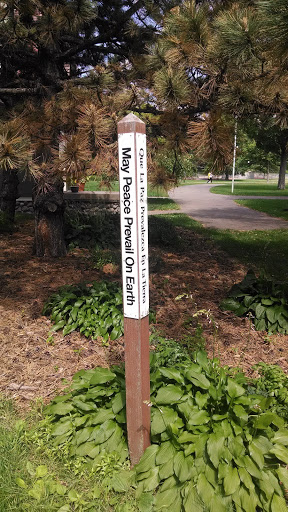 May Peace Prevail On Earth
Que La Paz Prevalezca En La Tierra